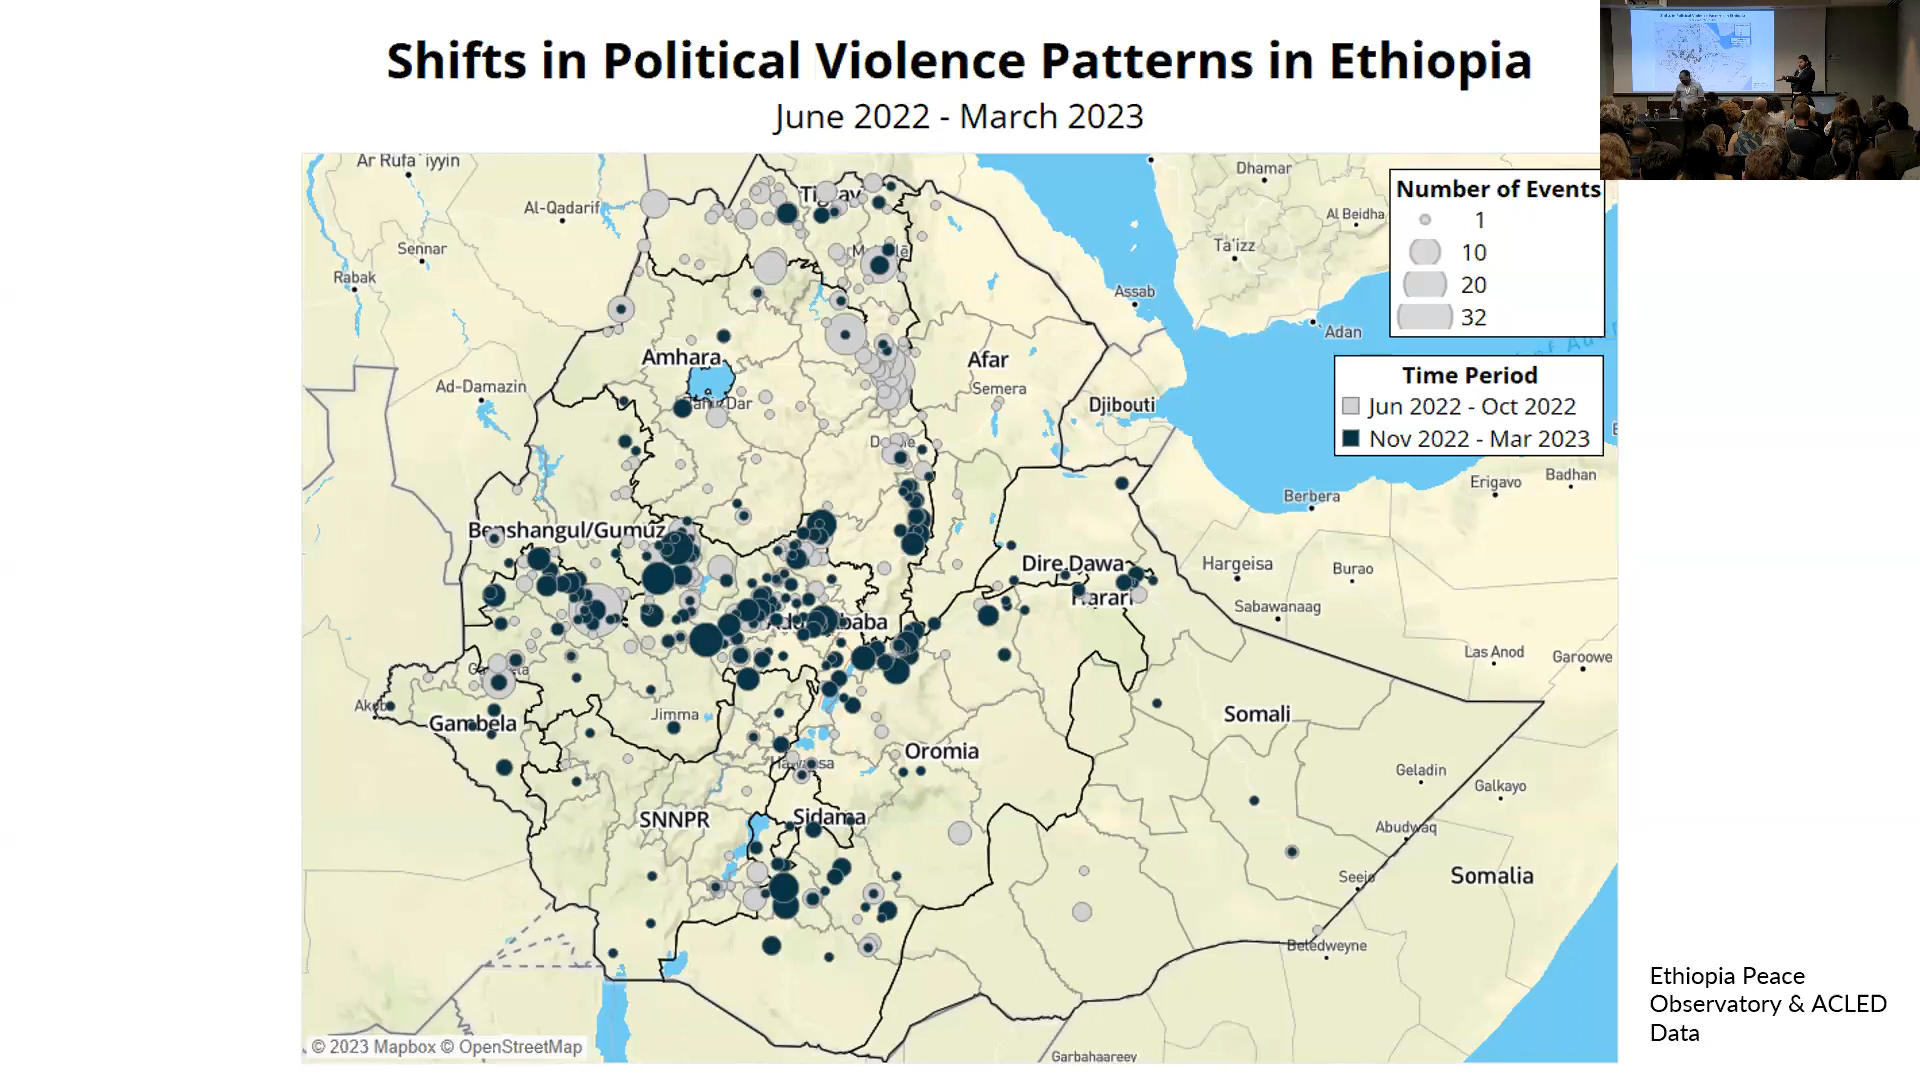 Shifts in Political Violence Patterns in Ethiopia
June 2022 - March 2023
Number of Events
1
10
20
32
Time Period
Jun 2022 - Oct 2022
Nov 2022 - Mar 2023
Ar Rufa`iyyin
Dhamar
Al-Qadarif
Al Beidha
Sennar
Ta'izz
Rabak
Assab
Adan
Amhara
Afar
Ad-Damazin
Semera
Djibouti
Badhan
Erigavo
Berbera
Benshangul/Gumuz
Dire Dawa
Hargeisa
Burao
Harari
Sabawanaag
Las Anod
Garoowe
Gambela
Jimma
Somali
Oromia
Geladin
Galkayo
SNNPR
Sidama
Abudwaq
Somalia
Beledweyne
Garbahaareey
© 2023 Mapbox © OpenStreetMap
Ethiopia Peace
Observatory & ACLED
Data